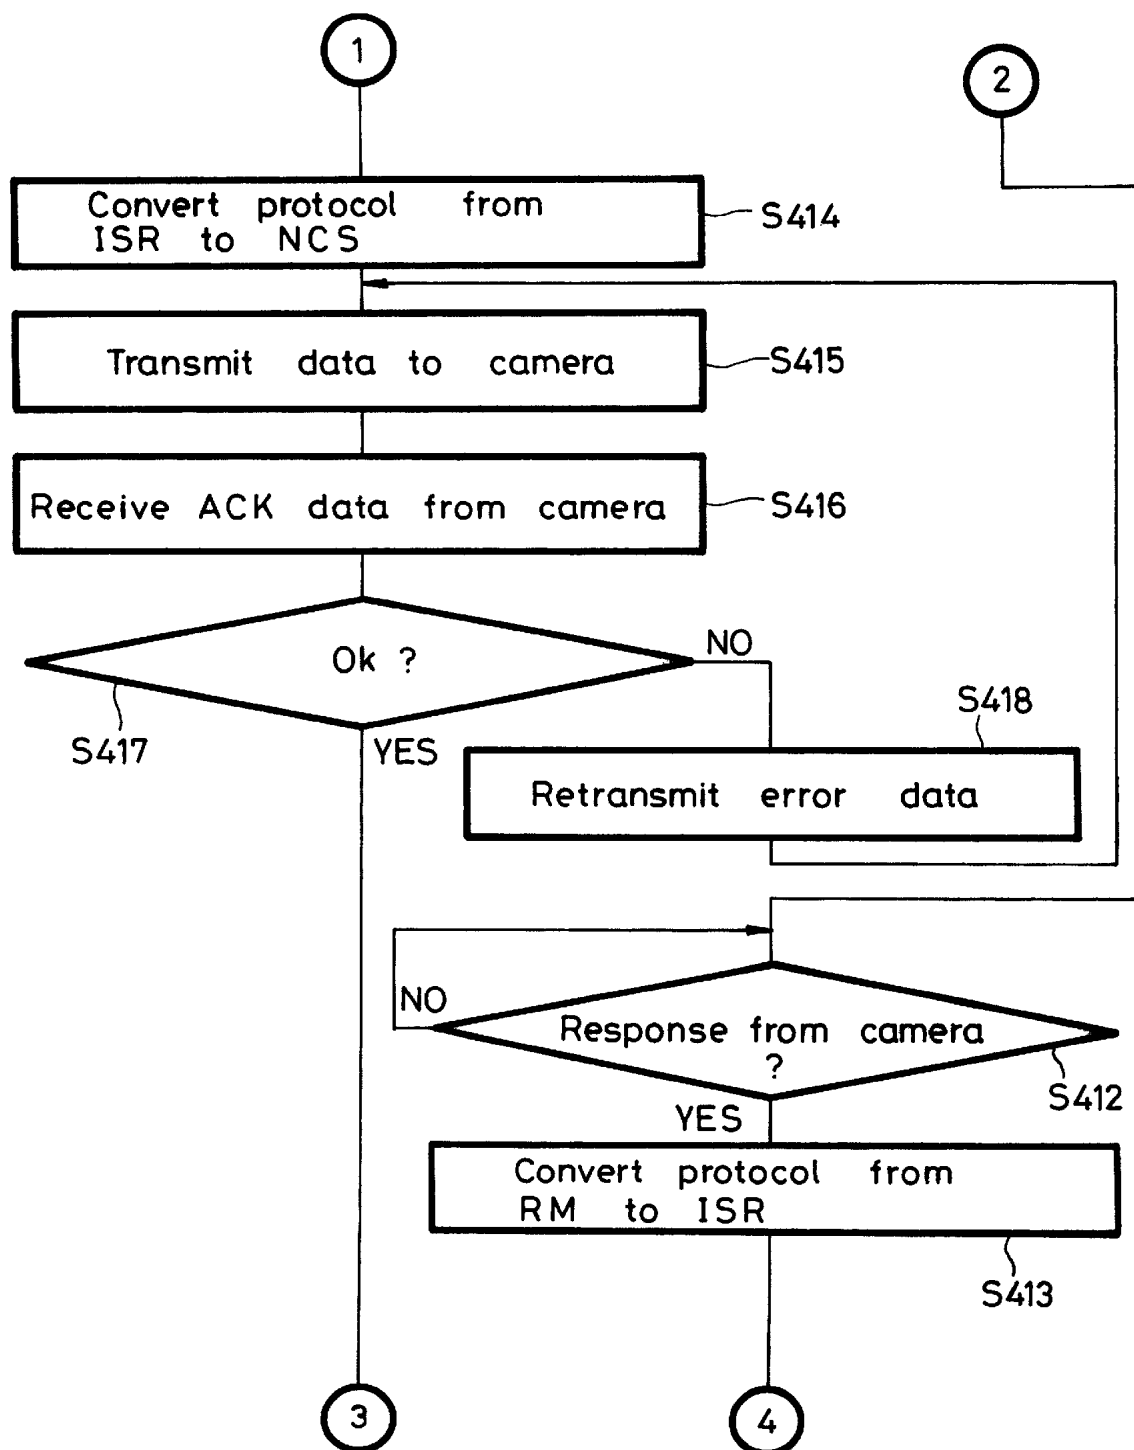 1
2
Convert protocol from
ISR to NCS
S414
Transmit data to camera
S415
Receive ACK data from camera
S416
Ok ?
NO
S417
YES
S418
Retransmit error data
NO
Response from camera
?
S412
YES
Convert protocol from
RM to ISR
S413
3
4